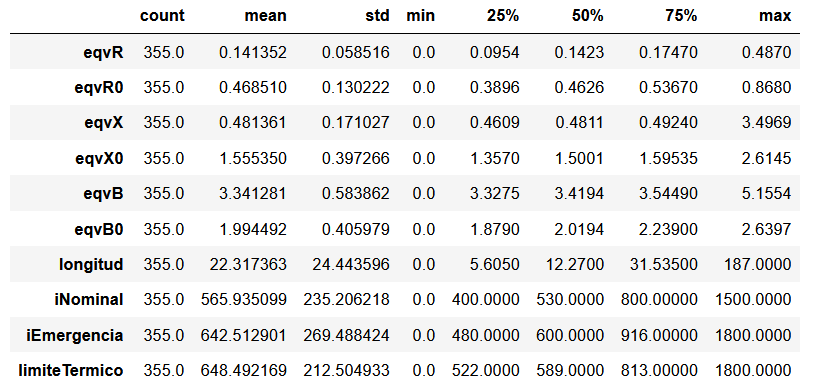 count mean std min 25% 50% 75% max
eqvR 355.0 0.141352 0.058516 0.0 0.0954 0.1423 0.17470 0.4870
eqvR0 355.0 0.468510 0.130222 0.0 0.3896 0.4626 0.53670 0.8680
eqvX 355.0 0.481361 0.171027 0.0 0.4609 0.4811 0.49240 3.4969
eqvX0 355.0 1.555350 0.397266 0.0 1.3570 1.5001 1.59535 2.6145
eqvB 355.0 3.341281 0.583862 0.0 3.3275 3.4194 3.54490 5.1554
eqvB0 355.0 1.994492 0.405979 0.0 1.8790 2.0194 2.23900 2.6397
longitud 355.0 22.317363 24.443596 0.0 5.6050 12.2700 31.53500 187.0000
iNominal 355.0 565.935099 235.206218 0.0 400.0000 530.0000 800.00000 1500.0000
iEmergencia 355.0 642.512901 269.488424 0.0 480.0000 600.0000 916.00000 1800.0000
limiteTermico 355.0 648.492169 212.504933 0.0 522.0000 589.0000 813.00000 1800.0000